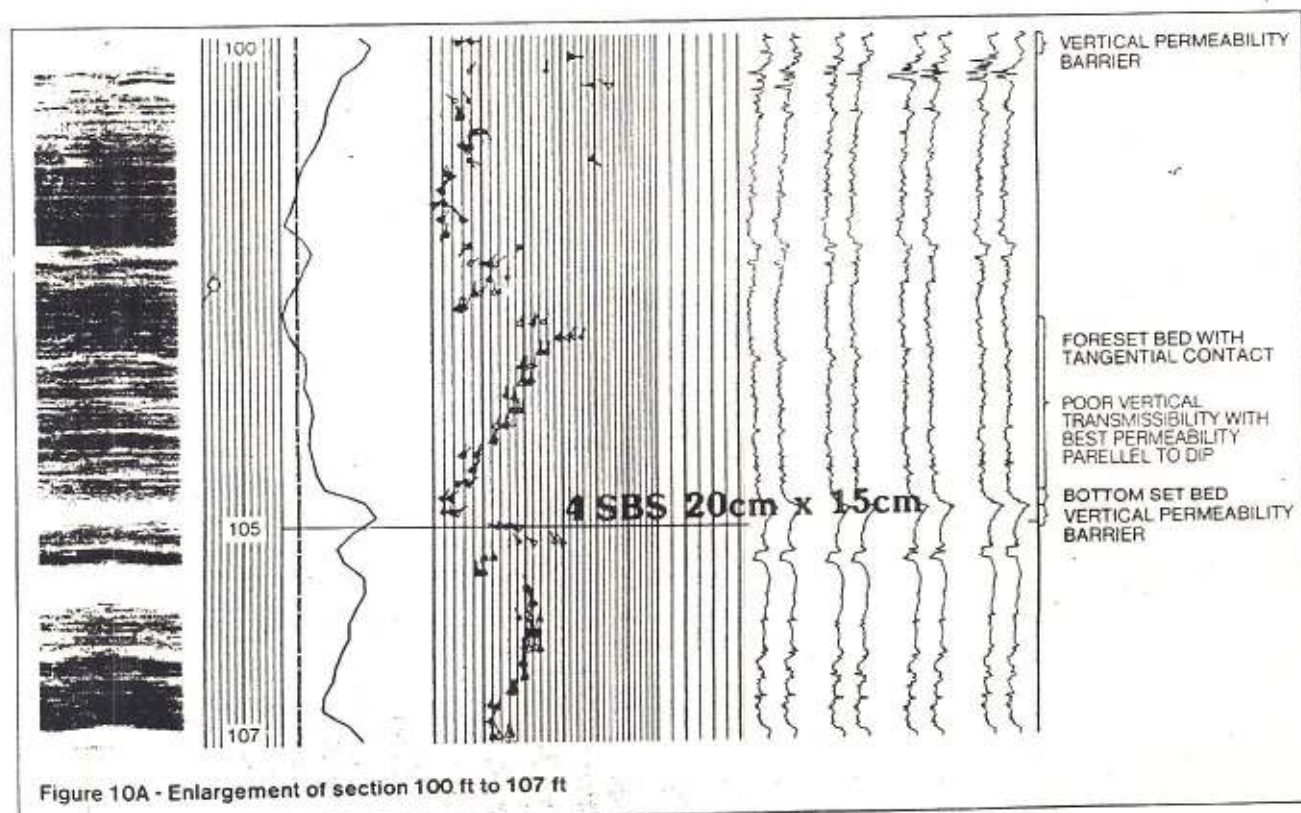 100
VERTICAL PERMEABILITY
BARRIER
FORESET BED WITH
TANGENTIAL CONTACT
POOR VERTICAL
TRANSMISSIBILITY WITH
BEST PERMEABILITY
PARELLEL TO DIP
4 SBS 20cm x 15cm
BOTTOM SET BED
VERTICAL PERMEABILITY
BARRIER
105
107
Figure 10A - Enlargement of section 100 ft to 107 ft